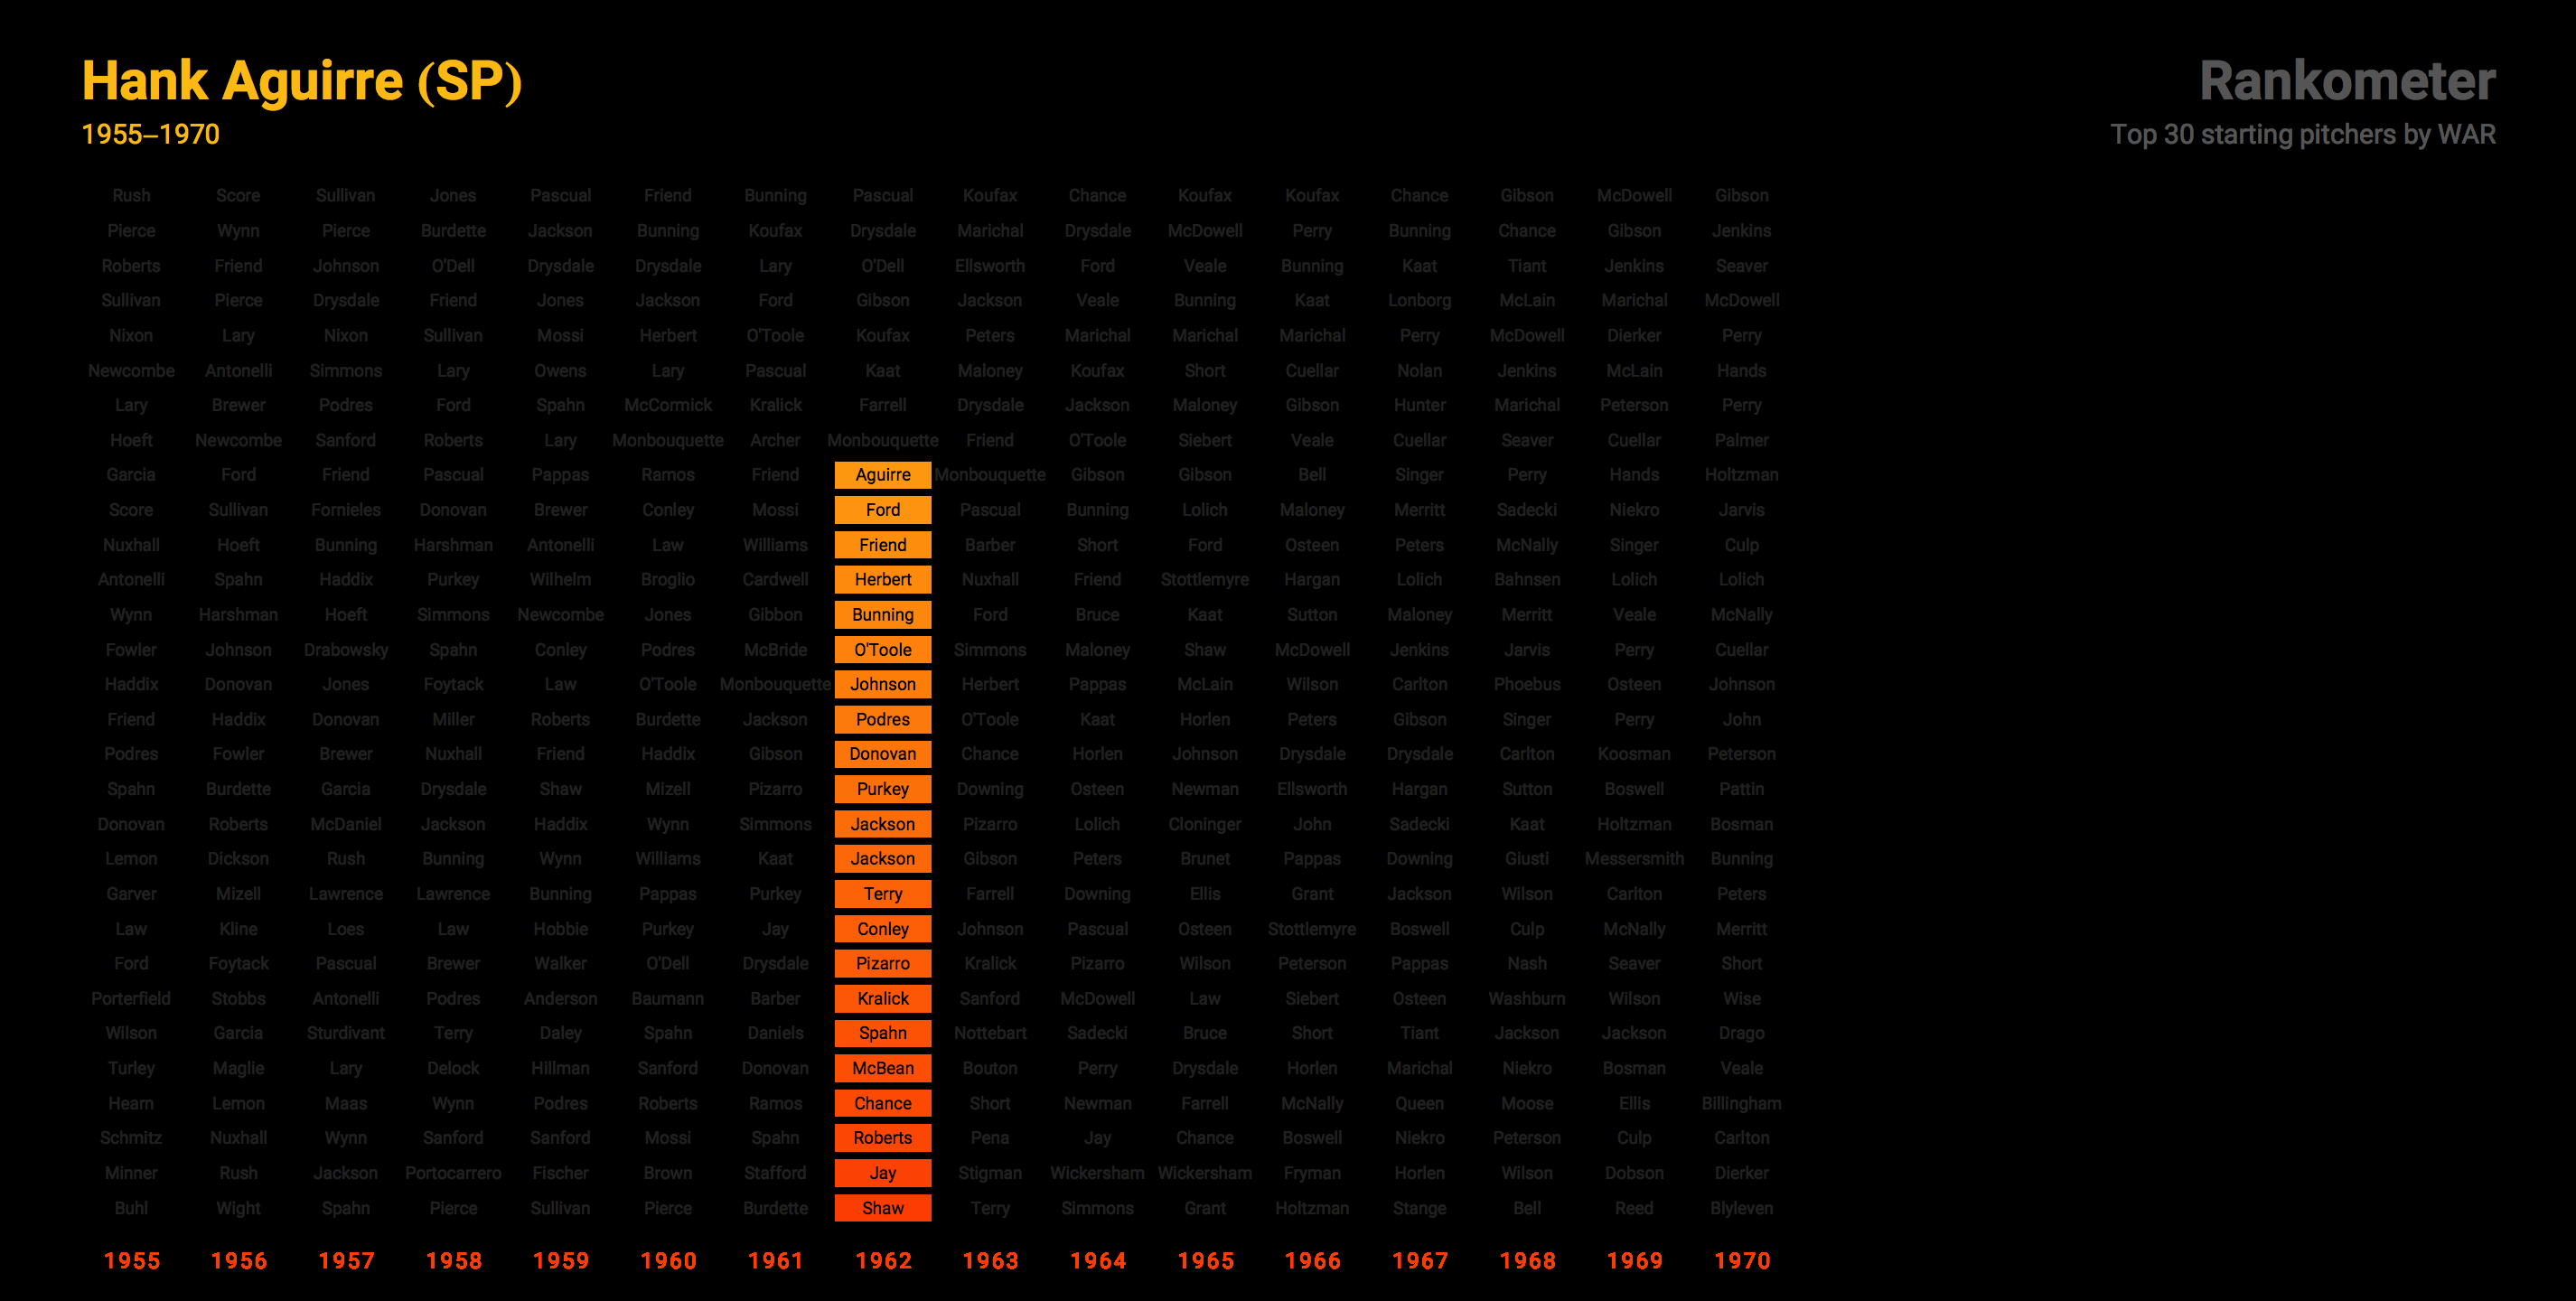 Hank Aguirre (SP)
1955–1970
Rankometer
Top 30 starting pitchers by WAR
Rush Score Sullivan Jones Pascual Friend Bunning Pascual Koufax Chance Koufax Koufax Chance Gibson McDowell Gibson
Pierce Wynn Pierce Burdette Jackson Bunning Koufax Drysdale Marichal Drysdale McDowell Perry Bunning Chance Gibson Jenkins
Roberts Friend Johnson O'Dell Drysdale Drysdale Lary O'Dell Ellsworth Ford Veale Bunning Kaat Tiant Jenkins Seaver
Sullivan Pierce Drysdale Friend Jones Jackson Ford Gibson Jackson Veale Bunning Kaat Lonborg McLain Marichal McDowell
Nixon Lary Nixon Sullivan Mossi Herbert O'Toole Koufax Peters Marichal Marichal Marichal Perry McDowell Dierker Perry
Newcombe Antonelli Simmons Lary Owens Lary Pascual Kaat Maloney Koufax Short Cuellar Nolan Jenkins McLain Hands
Lary Brewer Podres Ford Spahn McCormick Kralick Farrell Drysdale Jackson Maloney Gibson Hunter Marichal Peterson Perry
Hoeft Newcombe Sanford Roberts Lary Monbouquette Archer Monbouquette Friend O'Toole Siebert Veale Cuellar Seaver Cuellar Palmer
Garcia Ford Friend Pascual Pappas Ramos Friend Aguirre Monbouquette Gibson Gibson Bell Singer Perry Hands Holtzman
Score Sullivan Fornieles Donovan Brewer Conley Mossi Ford Pascual Bunning Lolich Maloney Merritt Sadecki Niekro Jarvis
Nuxhall Hoeft Bunning Harshman Antonelli Law Williams Friend Barber Short Ford Osteen Peters McNally Singer Culp
Antonelli Spahn Haddix Purkey Wilhelm Broglio Cardwell Herbert Nuxhall Friend Stottlemyre Hargan Lolich Bahnsen Lolich Lolich
Wynn Harshman Hoeft Simmons Newcombe Jones Gibbon Bunning Ford Bruce Kaat Sutton Maloney Merritt Veale McNally
Fowler Johnson Drabowsky Spahn Conley Podres McBride O'Toole Simmons Maloney Shaw McDowell Jenkins Jarvis Perry Cuellar
Haddix Donovan Jones Foytack Law O'Toole Monbouquette Johnson Herbert Pappas McLain Wilson Carlton Phoebus Osteen Johnson
Friend Haddix Donovan Miller Roberts Burdette Jackson Podres O'Toole Kaat Horlen Peters Gibson Singer Perry John
Podres Fowler Brewer Nuxhall Friend Haddix Gibson Donovan Chance Horlen Johnson Drysdale Drysdale Carlton Koosman Peterson
Spahn Burdette Garcia Drysdale Shaw Mizell Pizarro Purkey Downing Osteen Newman Ellsworth Hargan Sutton Boswell Pattin
Donovan Roberts McDaniel Jackson Haddix Wynn Simmons Jackson Pizarro Lolich Cloninger John Sadecki Kaat Holtzman Bosman
Lemon Dickson Rush Bunning Wynn Williams Kaat Jackson Gibson Peters Brunet Pappas Downing Giusti Messersmith Bunning
Garver Mizell Lawrence Lawrence Bunning Pappas Purkey Terry Farrell Downing Ellis Grant Jackson Wilson Carlton Peters
Law Kline Loes Law Hobbie Purkey Jay Conley Johnson Pascual Osteen Stottlemyre Boswell Culp McNally Merritt
Ford Foytack Pascual Brewer Walker O'Dell Drysdale Pizarro Kralick Pizarro Wilson Peterson Pappas Nash Seaver Short
Porterfield Stobbs Antonelli Podres Anderson Baumann Barber Kralick Sanford McDowell Law Siebert Osteen Washburn Wilson Wise
Wilson Garcia Sturdivant Terry Daley Spahn Daniels Spahn Nottebart Sadecki Bruce Short Tiant Jackson Jackson Drago
Turley Maglie Lary Delock Hillman Sanford Donovan McBean Bouton Perry Drysdale Horlen Marichal Niekro Bosman Veale
Hearn Lemon Maas Wynn Podres Roberts Ramos Chance Short Newman Farrell McNally Queen Moose Ellis Billingham
Schmitz Nuxhall Wynn Sanford Sanford Mossi Spahn Roberts Pena Jay Chance Boswell Niekro Peterson Culp Carlton
Minner Rush Jackson Portocarrero Fischer Brown Stafford Jay Stigman Wickersham Wickersham Fryman Horlen Wilson Dobson Dierker
Buhl Wight Spahn Pierce Sullivan Pierce Burdette Shaw Terry Simmons Grant Holtzman Stange Bell Reed Blyleven
1955 1956 1957 1958 1959 1960 1961 1962 1963 1964 1965 1966 1967 1968 1969 1970